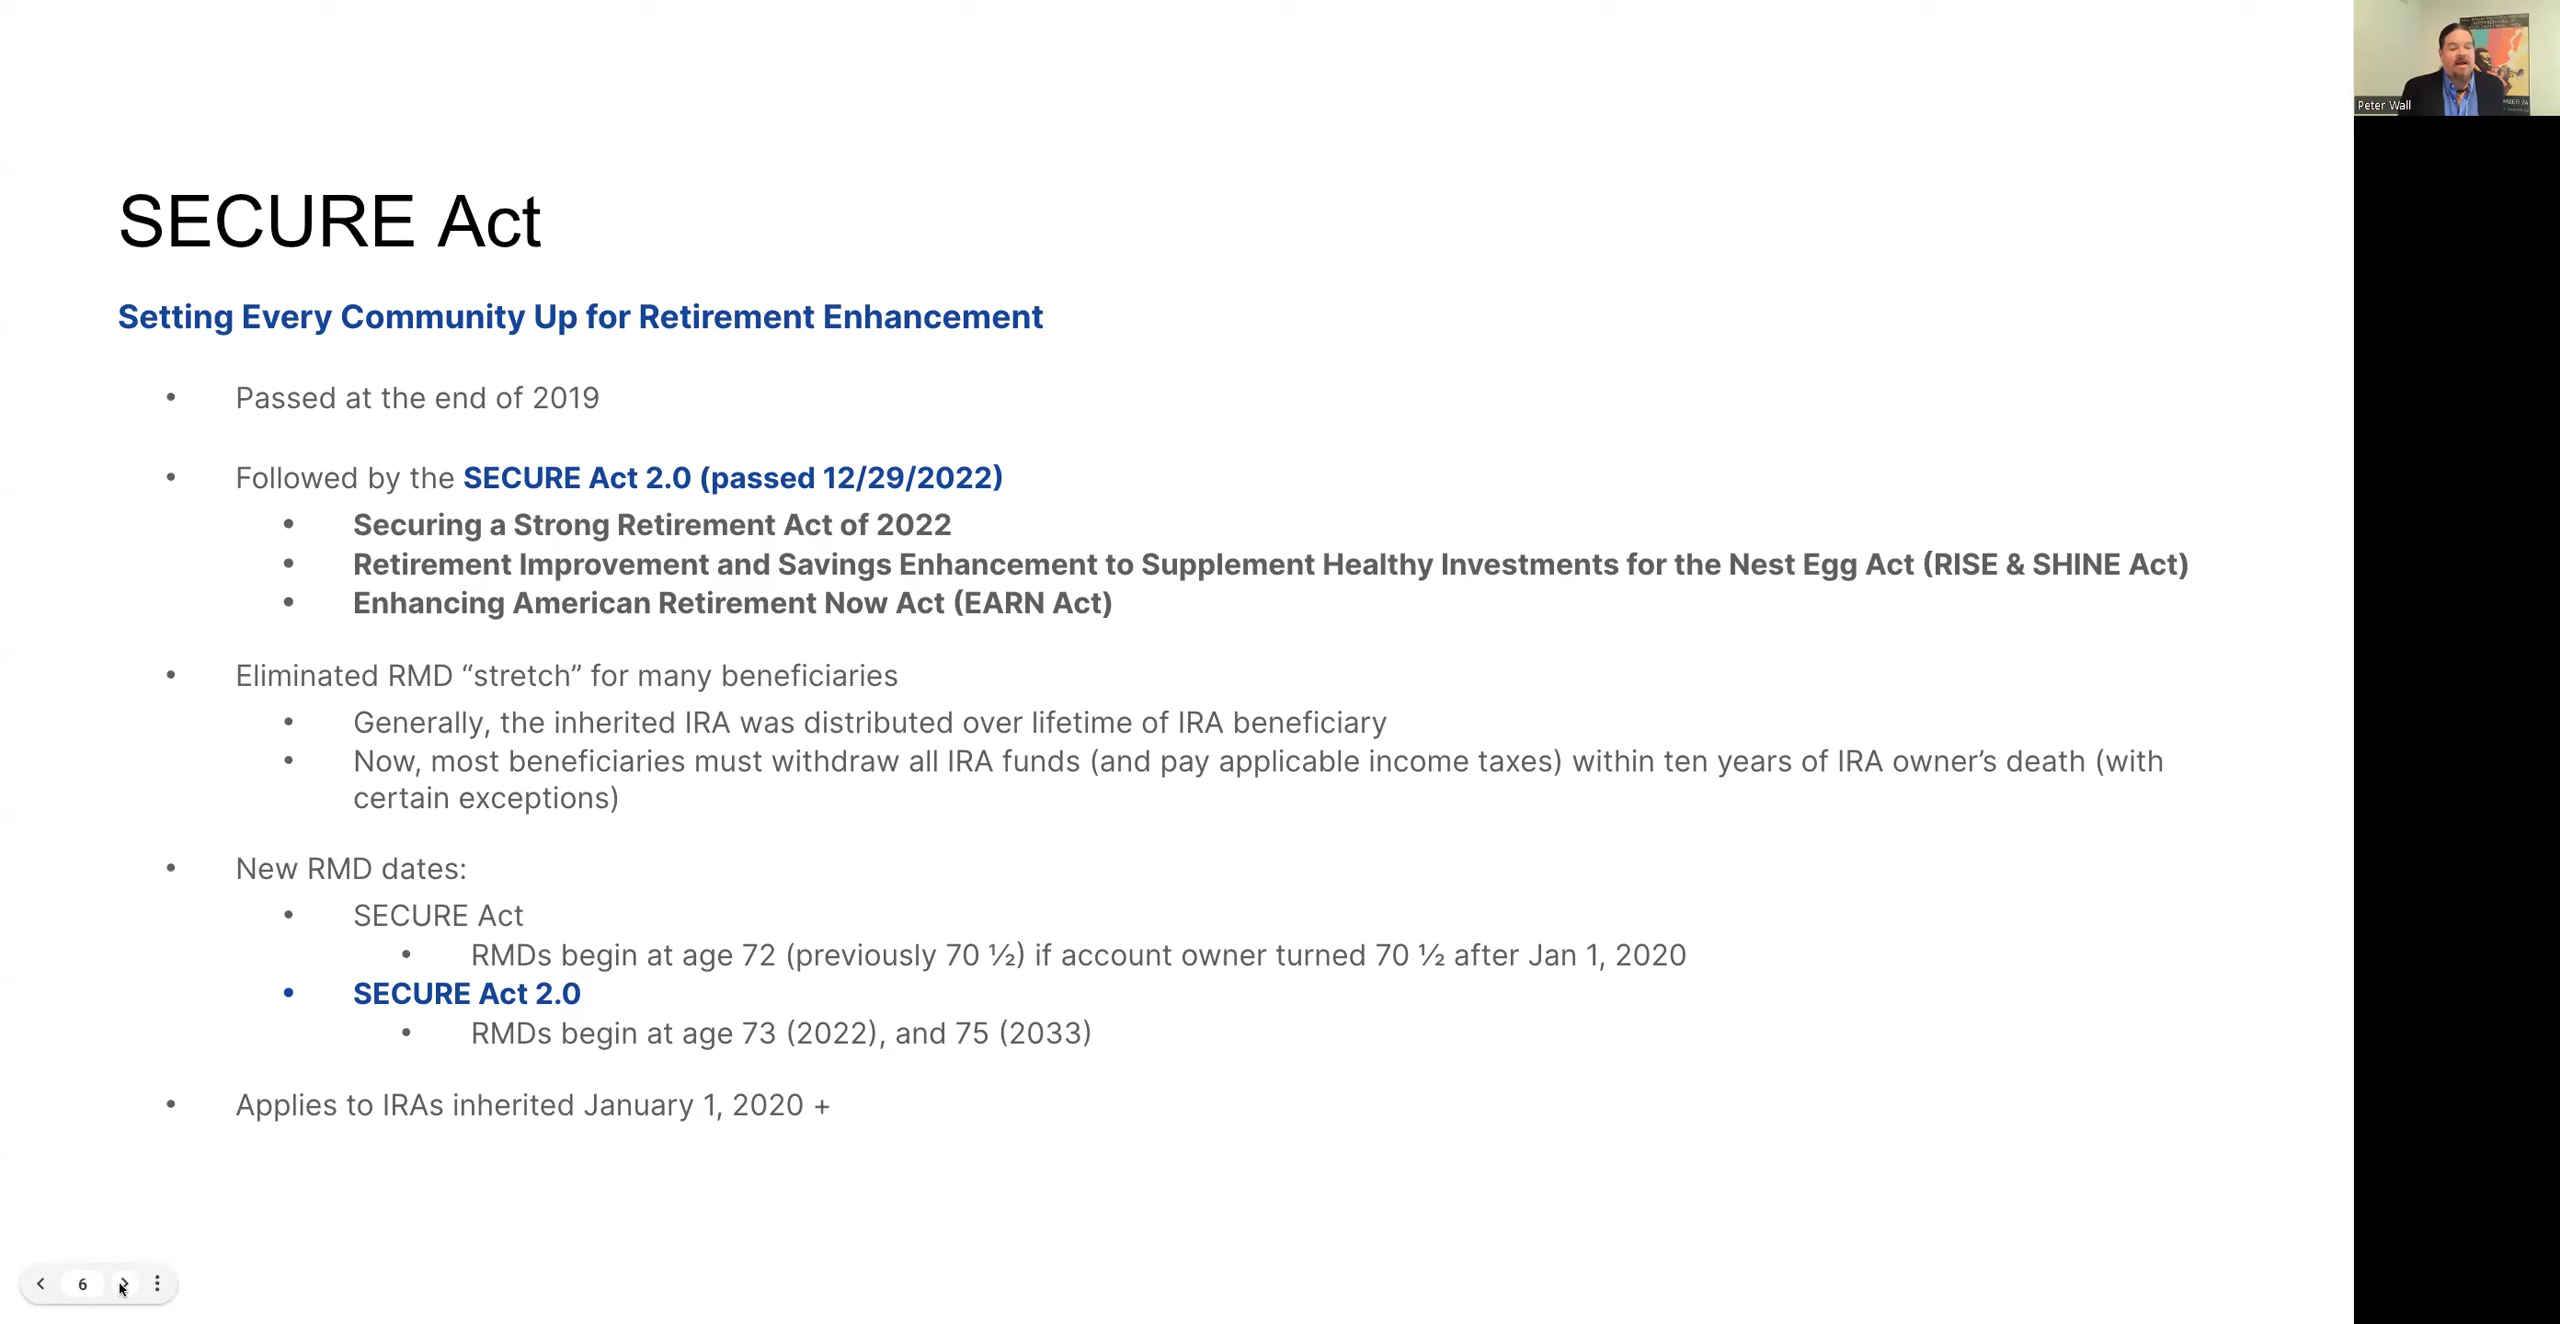 SECURE Act
Setting Every Community Up for Retirement Enhancement
• Passed at the end of 2019
• Followed by the SECURE Act 2.0 (passed 12/29/2022)
• Securing a Strong Retirement Act of 2022
• Retirement Improvement and Savings Enhancement to Supplement Healthy Investments for the Nest Egg Act (RISE & SHINE Act)
• Enhancing American Retirement Now Act (EARN Act)
• Eliminated RMD “stretch” for many beneficiaries
• Generally, the inherited IRA was distributed over lifetime of IRA beneficiary
• Now, most beneficiaries must withdraw all IRA funds (and pay applicable income taxes) within ten years of IRA owner’s death (with
certain exceptions)
• New RMD dates:
• SECURE Act
• RMDs begin at age 72 (previously 70 ½) if account owner turned 70 ½ after Jan 1, 2020
• SECURE Act 2.0
• RMDs begin at age 73 (2022), and 75 (2033)
• Applies to IRAs inherited January 1, 2020 +
6
Peter Wall
MBER 24